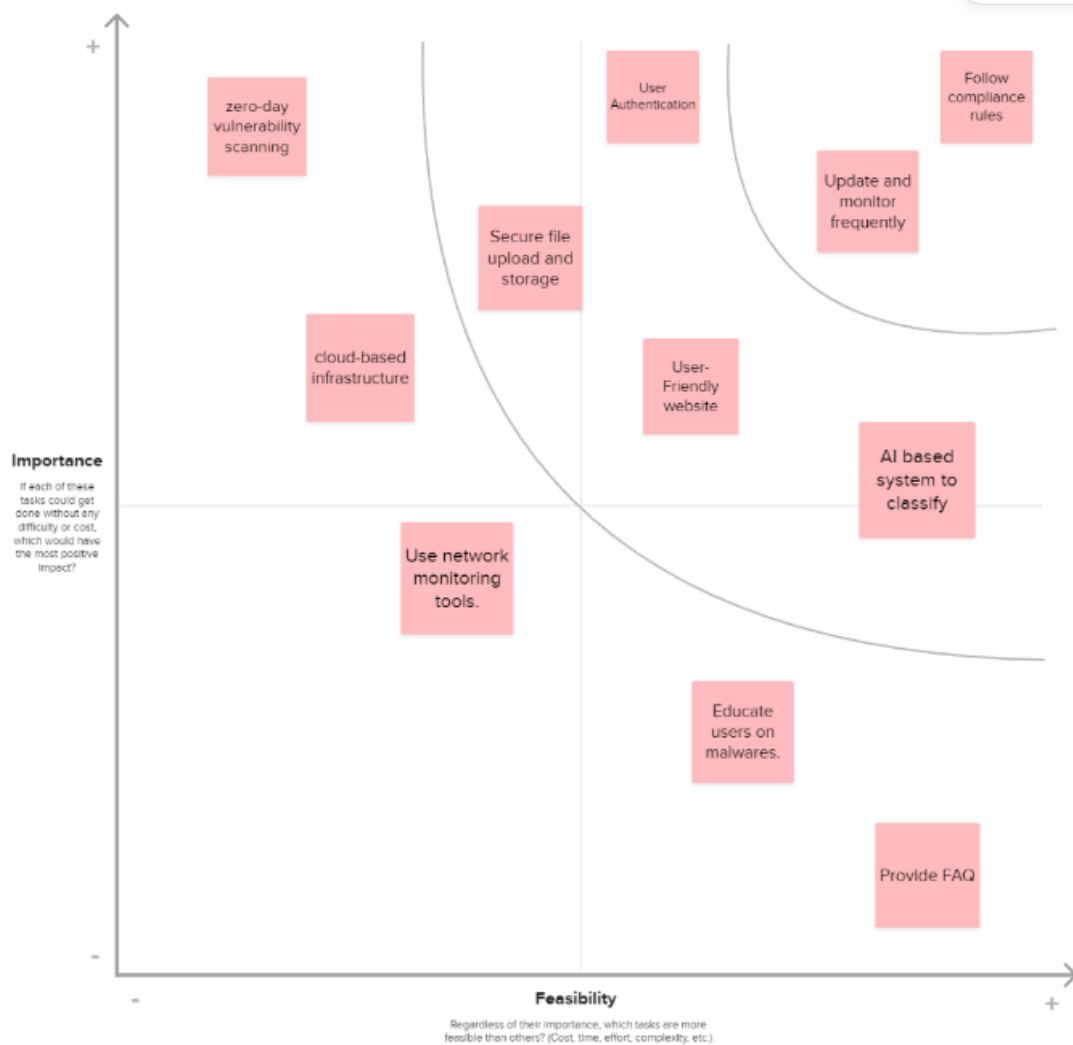 +
zero-day
vulnerability
scanning
User
Authentication
Follow
compliance
rules
Update and
monitor
frequently
Secure file
upload and
storage
cloud-based
infrastructure
User-
Friendly
website
AI based
system to
classify
Importance
If each of these
tasks could get
done without any
difficulty or cost,
which would have
the most positive
impact?
Use network
monitoring
tools.
Educate
users on
malwares.
Provide FAQ
-
-
Feasibility
+
Regardless of their importance, which tasks are more
feasible than others? (Cost, time, effort, complexity, etc.)